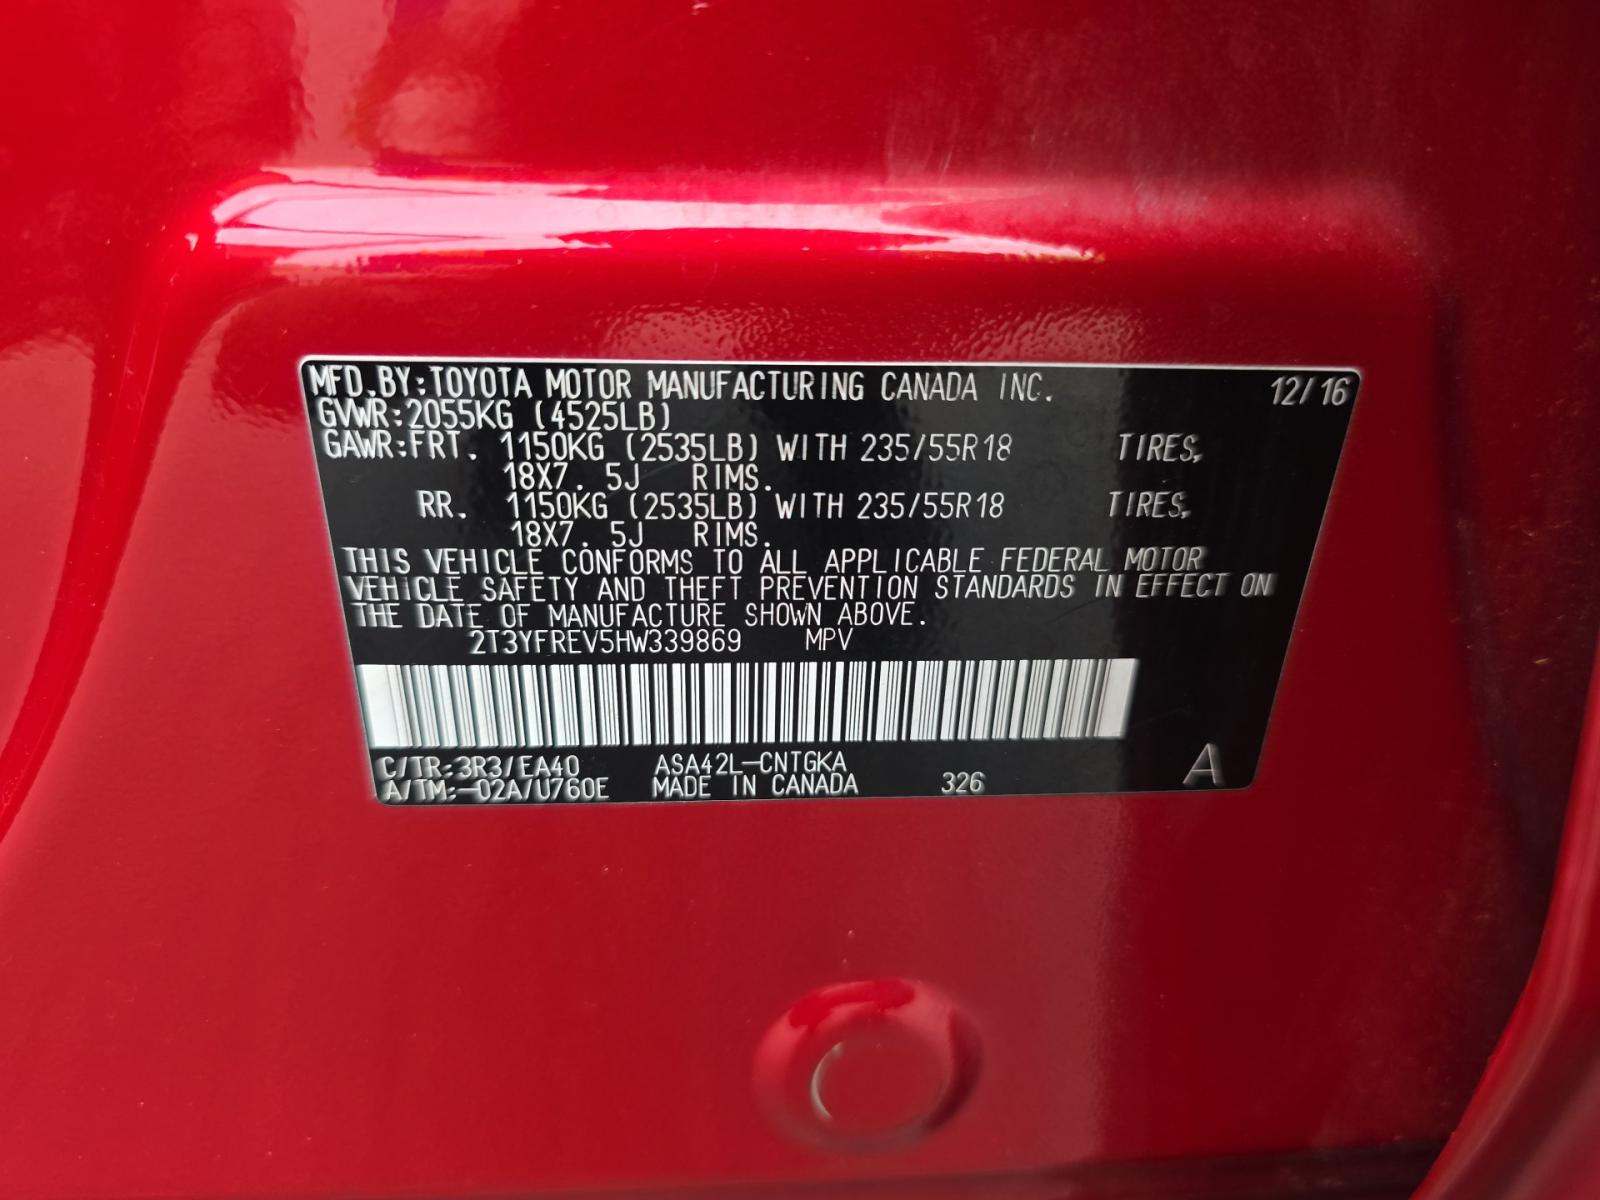 MFD.BY:TOYOTA MOTOR MANUFACTURING CANADA INC. 12/16
GVWR:2055KG (4525LB)
GAWR:FRT. 1150KG (2535LB) WITH 235/55R18 TIRES,
18X7.5J RIMS.
RR. 1150KG (2535LB) WITH 235/55R18 TIRES,
18X7.5J RIMS.
THIS VEHICLE CONFORMS TO ALL APPLICABLE FEDERAL MOTOR
VEHICLE SAFETY AND THEFT PREVENTION STANDARDS IN EFFECT ON
THE DATE OF MANUFACTURE SHOWN ABOVE.
2T3YFREV5HW339869 MPV
C/TR:3R3/EA40 ASA42L-CNTGKA A
A/TM:-02A/U760E MADE IN CANADA 326